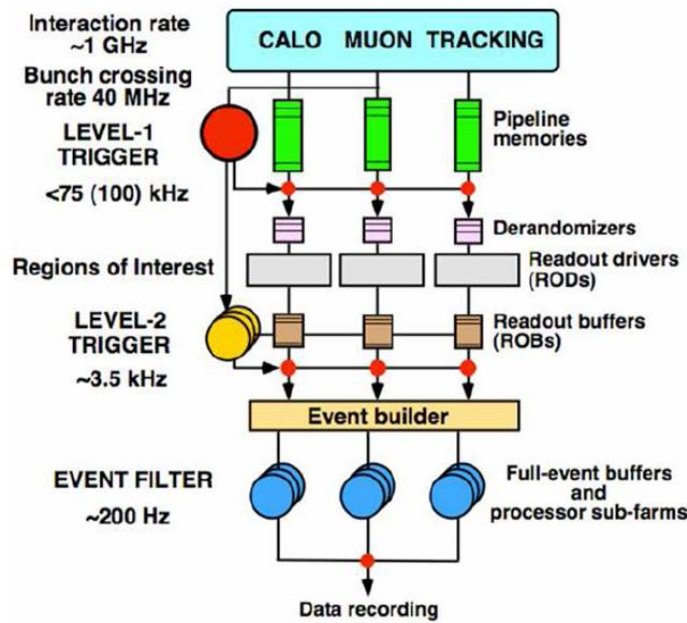 Interaction rate
~1 GHz
CALO MUON TRACKING
Bunch crossing
rate 40 MHz
LEVEL-1
TRIGGER
<75 (100) kHz
Pipeline
memories
Derandomizers
Regions of Interest
Readout drivers
(RODs)
LEVEL-2
TRIGGER
~3.5 kHz
Readout buffers
(ROBs)
Event builder
EVENT FILTER
~200 Hz
Full-event buffers
and
processor sub-farms
Data recording